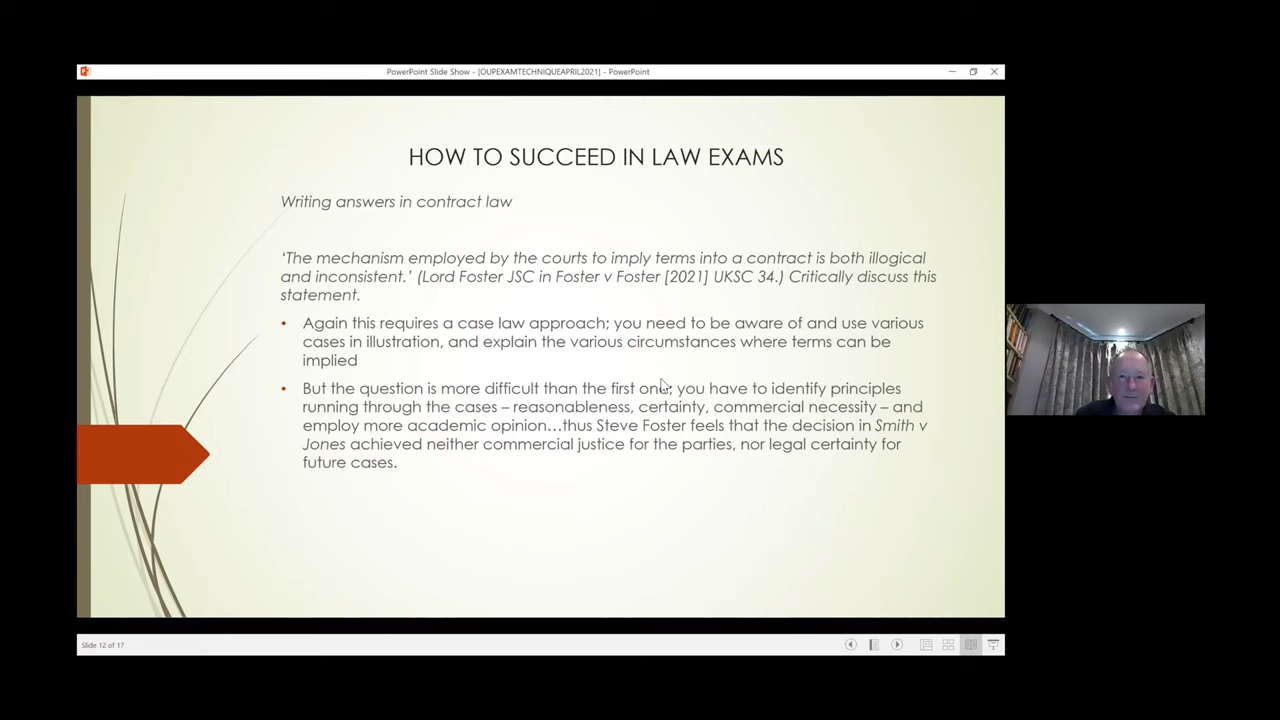 PowerPoint Slide Show - [OUPEXAMTECHNIQUEAPRIL2021] - PowerPoint
HOW TO SUCCEED IN LAW EXAMS
Writing answers in contract law
‘The mechanism employed by the courts to imply terms into a contract is both illogical
and inconsistent.’ (Lord Foster JSC in Foster v Foster [2021] UKSC 34.) Critically discuss this
statement.
• Again this requires a case law approach; you need to be aware of and use various
cases in illustration, and explain the various circumstances where terms can be
implied
• But the question is more difficult than the first one; you have to identify principles
running through the cases – reasonableness, certainty, commercial necessity – and
employ more academic opinion…thus Steve Foster feels that the decision in Smith v
Jones achieved neither commercial justice for the parties, nor legal certainty for
future cases.
Slide 12 of 17